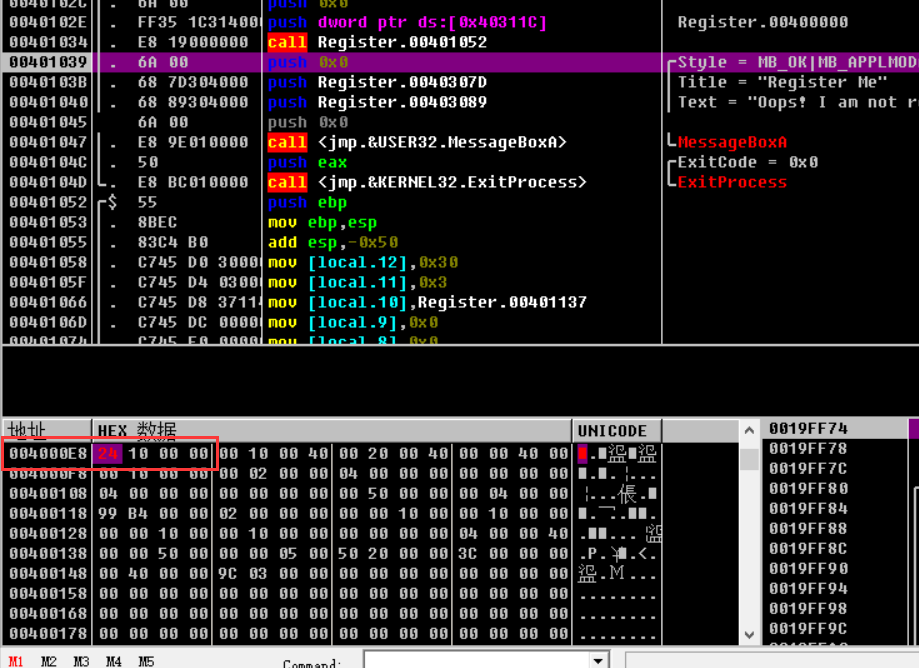 0040102C . 6A 00 push 0x0
0040102E . FF35 1C31400 push dword ptr ds:[0x40311C] Register.00400000
00401034 . E8 19000000 call Register.00401052
00401039 . 6A 00 push 0x0 Style = MB_OK|MB_APPLMOD
0040103B . 68 7D304000 push Register.0040307D Title = "Register Me"
00401040 . 68 89304000 push Register.00403089 Text = "Oops! I am not r
00401045 6A 00 push 0x0
00401047 . E8 9E010000 call <jmp.&USER32.MessageBoxA> MessageBoxA
0040104C . 50 push eax ExitCode = 0x0
0040104D . E8 BC010000 call <jmp.&KERNEL32.ExitProcess> ExitProcess
00401052 $ 55 push ebp
00401053 . 8BEC mov ebp,esp
00401055 . 83C4 B0 add esp,-0x50
00401058 . C745 D0 3000 mov [local.12],0x30
0040105F . C745 D4 0300 mov [local.11],0x3
00401066 . C745 D8 3711 mov [local.10],Register.00401137
0040106D . C745 DC 0000 mov [local.9],0x0
00401074 . C745 E0 0000 mov [local.8],0x0
地址 HEX 数据 UNICODE
004000E8 24 10 00 00 00 10 00 40 00 20 00 40 00 00 40 00
004000F8 00 10 00 00 00 02 00 00 04 00 00 00 00 00 00 00
00400108 04 00 00 00 00 00 00 00 00 50 00 00 00 04 00 00
00400118 99 B4 00 00 02 00 00 00 00 00 10 00 00 10 00 00
00400128 00 00 10 00 00 10 00 00 00 00 00 00 04 00 00 40
00400138 00 00 50 00 00 00 05 00 50 20 00 00 3C 00 00 00
00400148 00 40 00 00 9C 03 00 00 00 00 00 00 00 00 00 00
00400158 00 00 00 00 00 00 00 00 00 00 00 00 00 00 00 00 ........
00400168 00 00 00 00 00 00 00 00 00 00 00 00 00 00 00 00 ........
00400178 00 00 00 00 00 00 00 00 00 00 00 00 00 00 00 00 ........
0019FF74
0019FF78
0019FF7C
0019FF80
0019FF84
0019FF88
0019FF8C
0019FF90
0019FF94
0019FF98
0019FF9C
M1 M2 M3 M4 M5 Command: